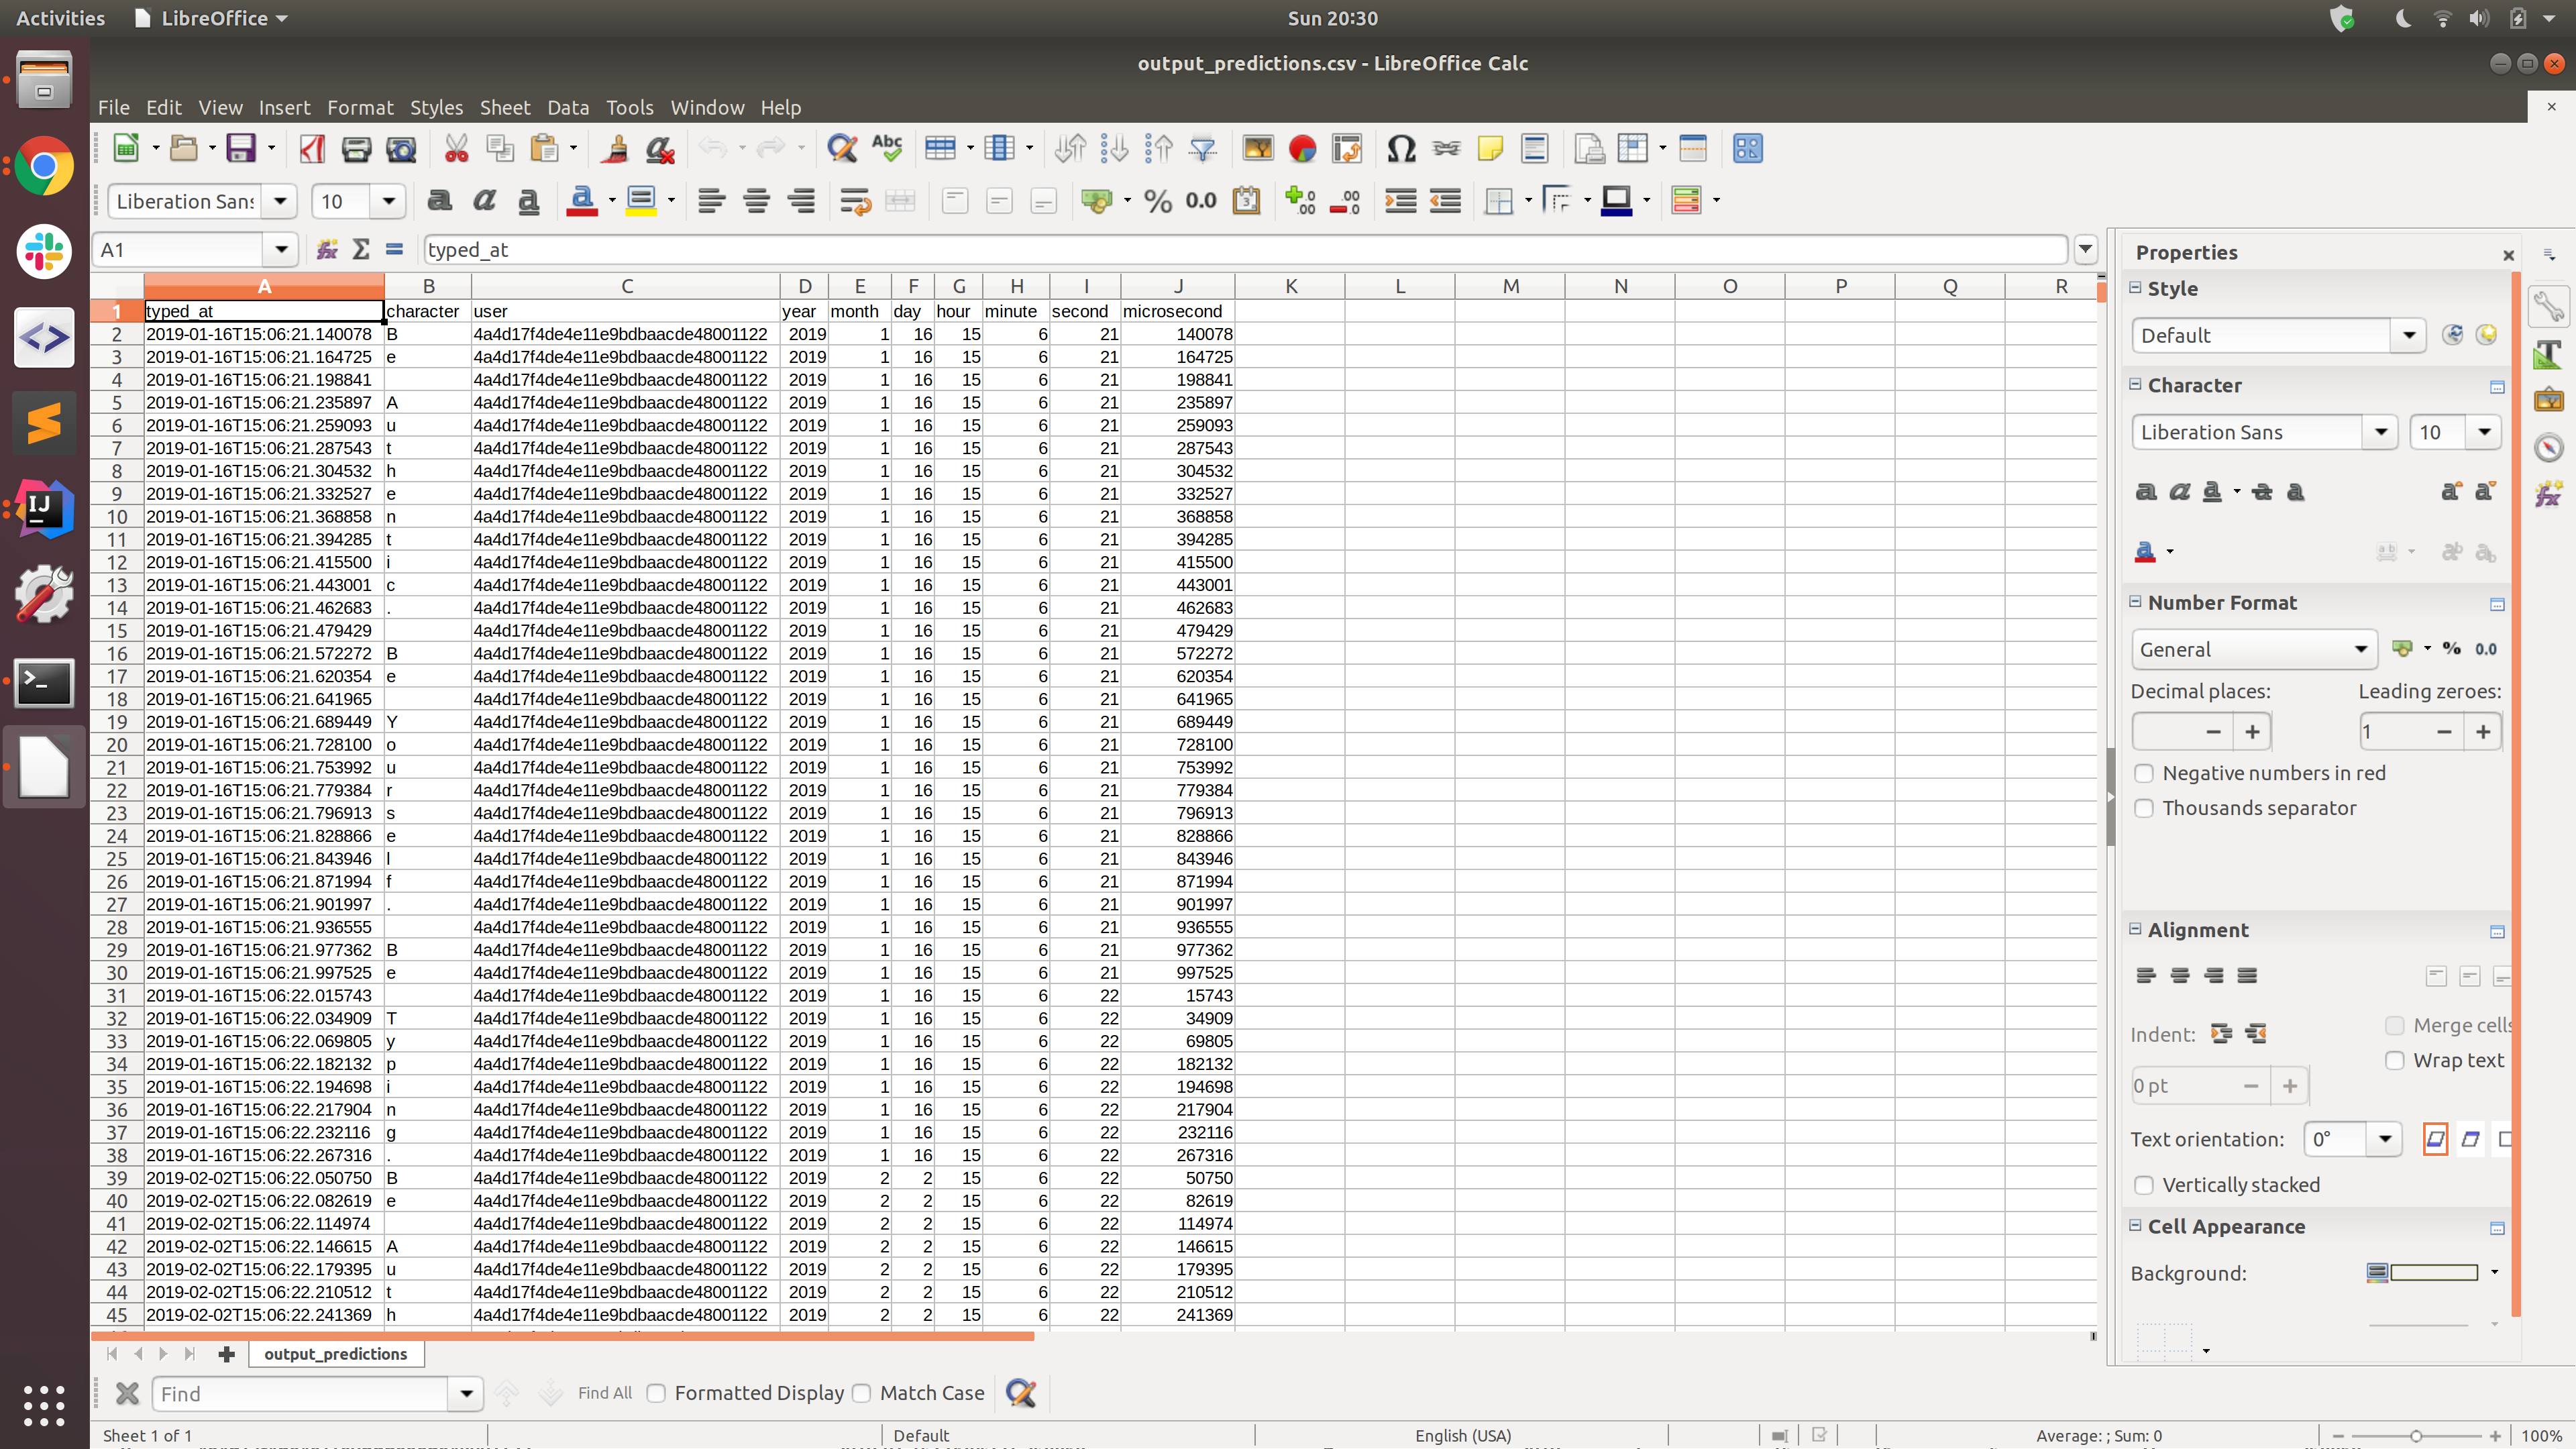 Activities LibreOffice Sun 20:30
output_predictions.csv - LibreOffice Calc
File Edit View Insert Format Styles Sheet Data Tools Window Help
Liberation Sans 10
A1 typed_at
A B C D E F G H I J K L M N O P Q R
1 typed_at character user year month day hour minute second microsecond
2 2019-01-16T15:06:21.140078 B 4a4d17f4de4e11e9bdbaacde48001122 2019 1 16 15 6 21 140078
3 2019-01-16T15:06:21.164725 e 4a4d17f4de4e11e9bdbaacde48001122 2019 1 16 15 6 21 164725
4 2019-01-16T15:06:21.198841 4a4d17f4de4e11e9bdbaacde48001122 2019 1 16 15 6 21 198841
5 2019-01-16T15:06:21.235897 A 4a4d17f4de4e11e9bdbaacde48001122 2019 1 16 15 6 21 235897
6 2019-01-16T15:06:21.259093 u 4a4d17f4de4e11e9bdbaacde48001122 2019 1 16 15 6 21 259093
7 2019-01-16T15:06:21.287543 t 4a4d17f4de4e11e9bdbaacde48001122 2019 1 16 15 6 21 287543
8 2019-01-16T15:06:21.304532 h 4a4d17f4de4e11e9bdbaacde48001122 2019 1 16 15 6 21 304532
9 2019-01-16T15:06:21.332527 e 4a4d17f4de4e11e9bdbaacde48001122 2019 1 16 15 6 21 332527
10 2019-01-16T15:06:21.368858 n 4a4d17f4de4e11e9bdbaacde48001122 2019 1 16 15 6 21 368858
11 2019-01-16T15:06:21.394285 t 4a4d17f4de4e11e9bdbaacde48001122 2019 1 16 15 6 21 394285
12 2019-01-16T15:06:21.415500 i 4a4d17f4de4e11e9bdbaacde48001122 2019 1 16 15 6 21 415500
13 2019-01-16T15:06:21.443001 c 4a4d17f4de4e11e9bdbaacde48001122 2019 1 16 15 6 21 443001
14 2019-01-16T15:06:21.462683 . 4a4d17f4de4e11e9bdbaacde48001122 2019 1 16 15 6 21 462683
15 2019-01-16T15:06:21.479429 4a4d17f4de4e11e9bdbaacde48001122 2019 1 16 15 6 21 479429
16 2019-01-16T15:06:21.572272 B 4a4d17f4de4e11e9bdbaacde48001122 2019 1 16 15 6 21 572272
17 2019-01-16T15:06:21.620354 e 4a4d17f4de4e11e9bdbaacde48001122 2019 1 16 15 6 21 620354
18 2019-01-16T15:06:21.641965 4a4d17f4de4e11e9bdbaacde48001122 2019 1 16 15 6 21 641965
19 2019-01-16T15:06:21.689449 Y 4a4d17f4de4e11e9bdbaacde48001122 2019 1 16 15 6 21 689449
20 2019-01-16T15:06:21.728100 o 4a4d17f4de4e11e9bdbaacde48001122 2019 1 16 15 6 21 728100
21 2019-01-16T15:06:21.753992 u 4a4d17f4de4e11e9bdbaacde48001122 2019 1 16 15 6 21 753992
22 2019-01-16T15:06:21.779384 r 4a4d17f4de4e11e9bdbaacde48001122 2019 1 16 15 6 21 779384
23 2019-01-16T15:06:21.796913 s 4a4d17f4de4e11e9bdbaacde48001122 2019 1 16 15 6 21 796913
24 2019-01-16T15:06:21.828866 e 4a4d17f4de4e11e9bdbaacde48001122 2019 1 16 15 6 21 828866
25 2019-01-16T15:06:21.843946 l 4a4d17f4de4e11e9bdbaacde48001122 2019 1 16 15 6 21 843946
26 2019-01-16T15:06:21.871994 f 4a4d17f4de4e11e9bdbaacde48001122 2019 1 16 15 6 21 871994
27 2019-01-16T15:06:21.901997 . 4a4d17f4de4e11e9bdbaacde48001122 2019 1 16 15 6 21 901997
28 2019-01-16T15:06:21.936555 4a4d17f4de4e11e9bdbaacde48001122 2019 1 16 15 6 21 936555
29 2019-01-16T15:06:21.977362 B 4a4d17f4de4e11e9bdbaacde48001122 2019 1 16 15 6 21 977362
30 2019-01-16T15:06:21.997525 e 4a4d17f4de4e11e9bdbaacde48001122 2019 1 16 15 6 21 997525
31 2019-01-16T15:06:22.015743 4a4d17f4de4e11e9bdbaacde48001122 2019 1 16 15 6 22 15743
32 2019-01-16T15:06:22.034909 T 4a4d17f4de4e11e9bdbaacde48001122 2019 1 16 15 6 22 34909
33 2019-01-16T15:06:22.069805 y 4a4d17f4de4e11e9bdbaacde48001122 2019 1 16 15 6 22 69805
34 2019-01-16T15:06:22.182132 p 4a4d17f4de4e11e9bdbaacde48001122 2019 1 16 15 6 22 182132
35 2019-01-16T15:06:22.194698 i 4a4d17f4de4e11e9bdbaacde48001122 2019 1 16 15 6 22 194698
36 2019-01-16T15:06:22.217904 n 4a4d17f4de4e11e9bdbaacde48001122 2019 1 16 15 6 22 217904
37 2019-01-16T15:06:22.232116 g 4a4d17f4de4e11e9bdbaacde48001122 2019 1 16 15 6 22 232116
38 2019-01-16T15:06:22.267316 . 4a4d17f4de4e11e9bdbaacde48001122 2019 1 16 15 6 22 267316
39 2019-02-02T15:06:22.050750 B 4a4d17f4de4e11e9bdbaacde48001122 2019 2 2 15 6 22 50750
40 2019-02-02T15:06:22.082619 e 4a4d17f4de4e11e9bdbaacde48001122 2019 2 2 15 6 22 82619
41 2019-02-02T15:06:22.114974 4a4d17f4de4e11e9bdbaacde48001122 2019 2 2 15 6 22 114974
42 2019-02-02T15:06:22.146615 A 4a4d17f4de4e11e9bdbaacde48001122 2019 2 2 15 6 22 146615
43 2019-02-02T15:06:22.179395 u 4a4d17f4de4e11e9bdbaacde48001122 2019 2 2 15 6 22 179395
44 2019-02-02T15:06:22.210512 t 4a4d17f4de4e11e9bdbaacde48001122 2019 2 2 15 6 22 210512
45 2019-02-02T15:06:22.241369 h 4a4d17f4de4e11e9bdbaacde48001122 2019 2 2 15 6 22 241369
output_predictions
Find Find All Formatted Display Match Case
Sheet 1 of 1 Default English (USA) Average: ; Sum: 0 100%
Properties
Style
Default
Character
Liberation Sans 10
Number Format
General
Decimal places: Leading zeroes:
1
Negative numbers in red
Thousands separator
Alignment
Indent: Merge cells
Wrap text
0 pt
Text orientation: 0°
Vertically stacked
Cell Appearance
Background: